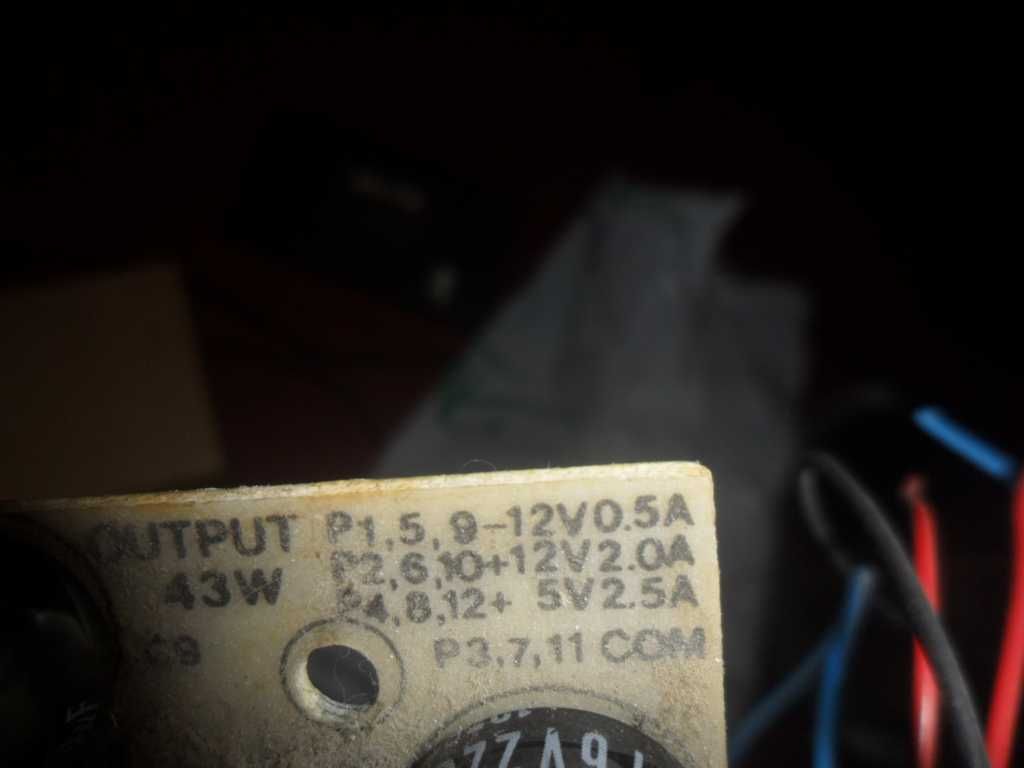 OUTPUT P1,5,9-12V0.5A
43W P2,6,10+12V2.0A
P4,8,12+ 5V2.5A
P3,7,11 COM